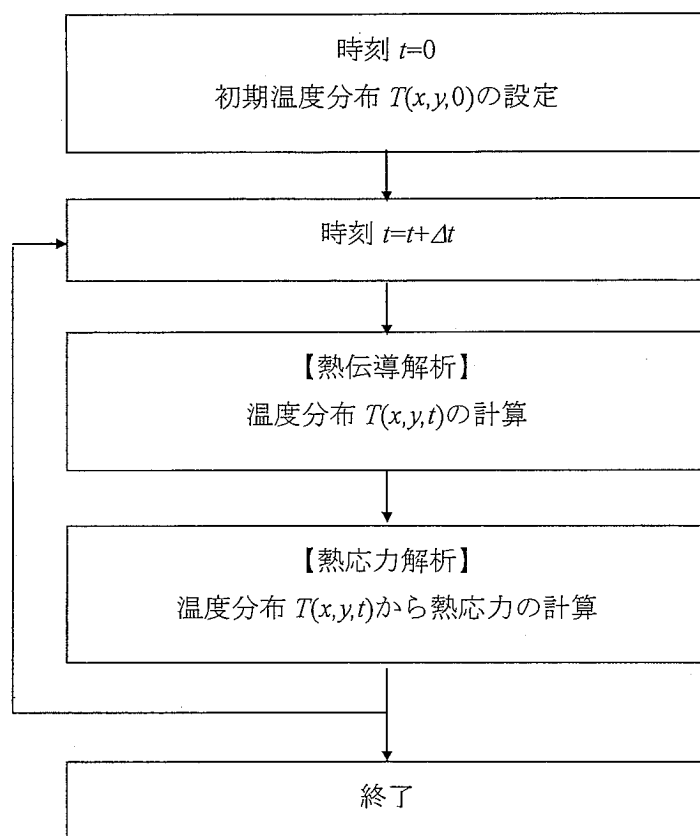 時刻 t=0
初期温度分布 T(x,y,0)の設定
時刻 t=t+Δt
【熱伝導解析】
温度分布 T(x,y,t)の計算
【熱応力解析】
温度分布 T(x,y,t)から熱応力の計算
終了